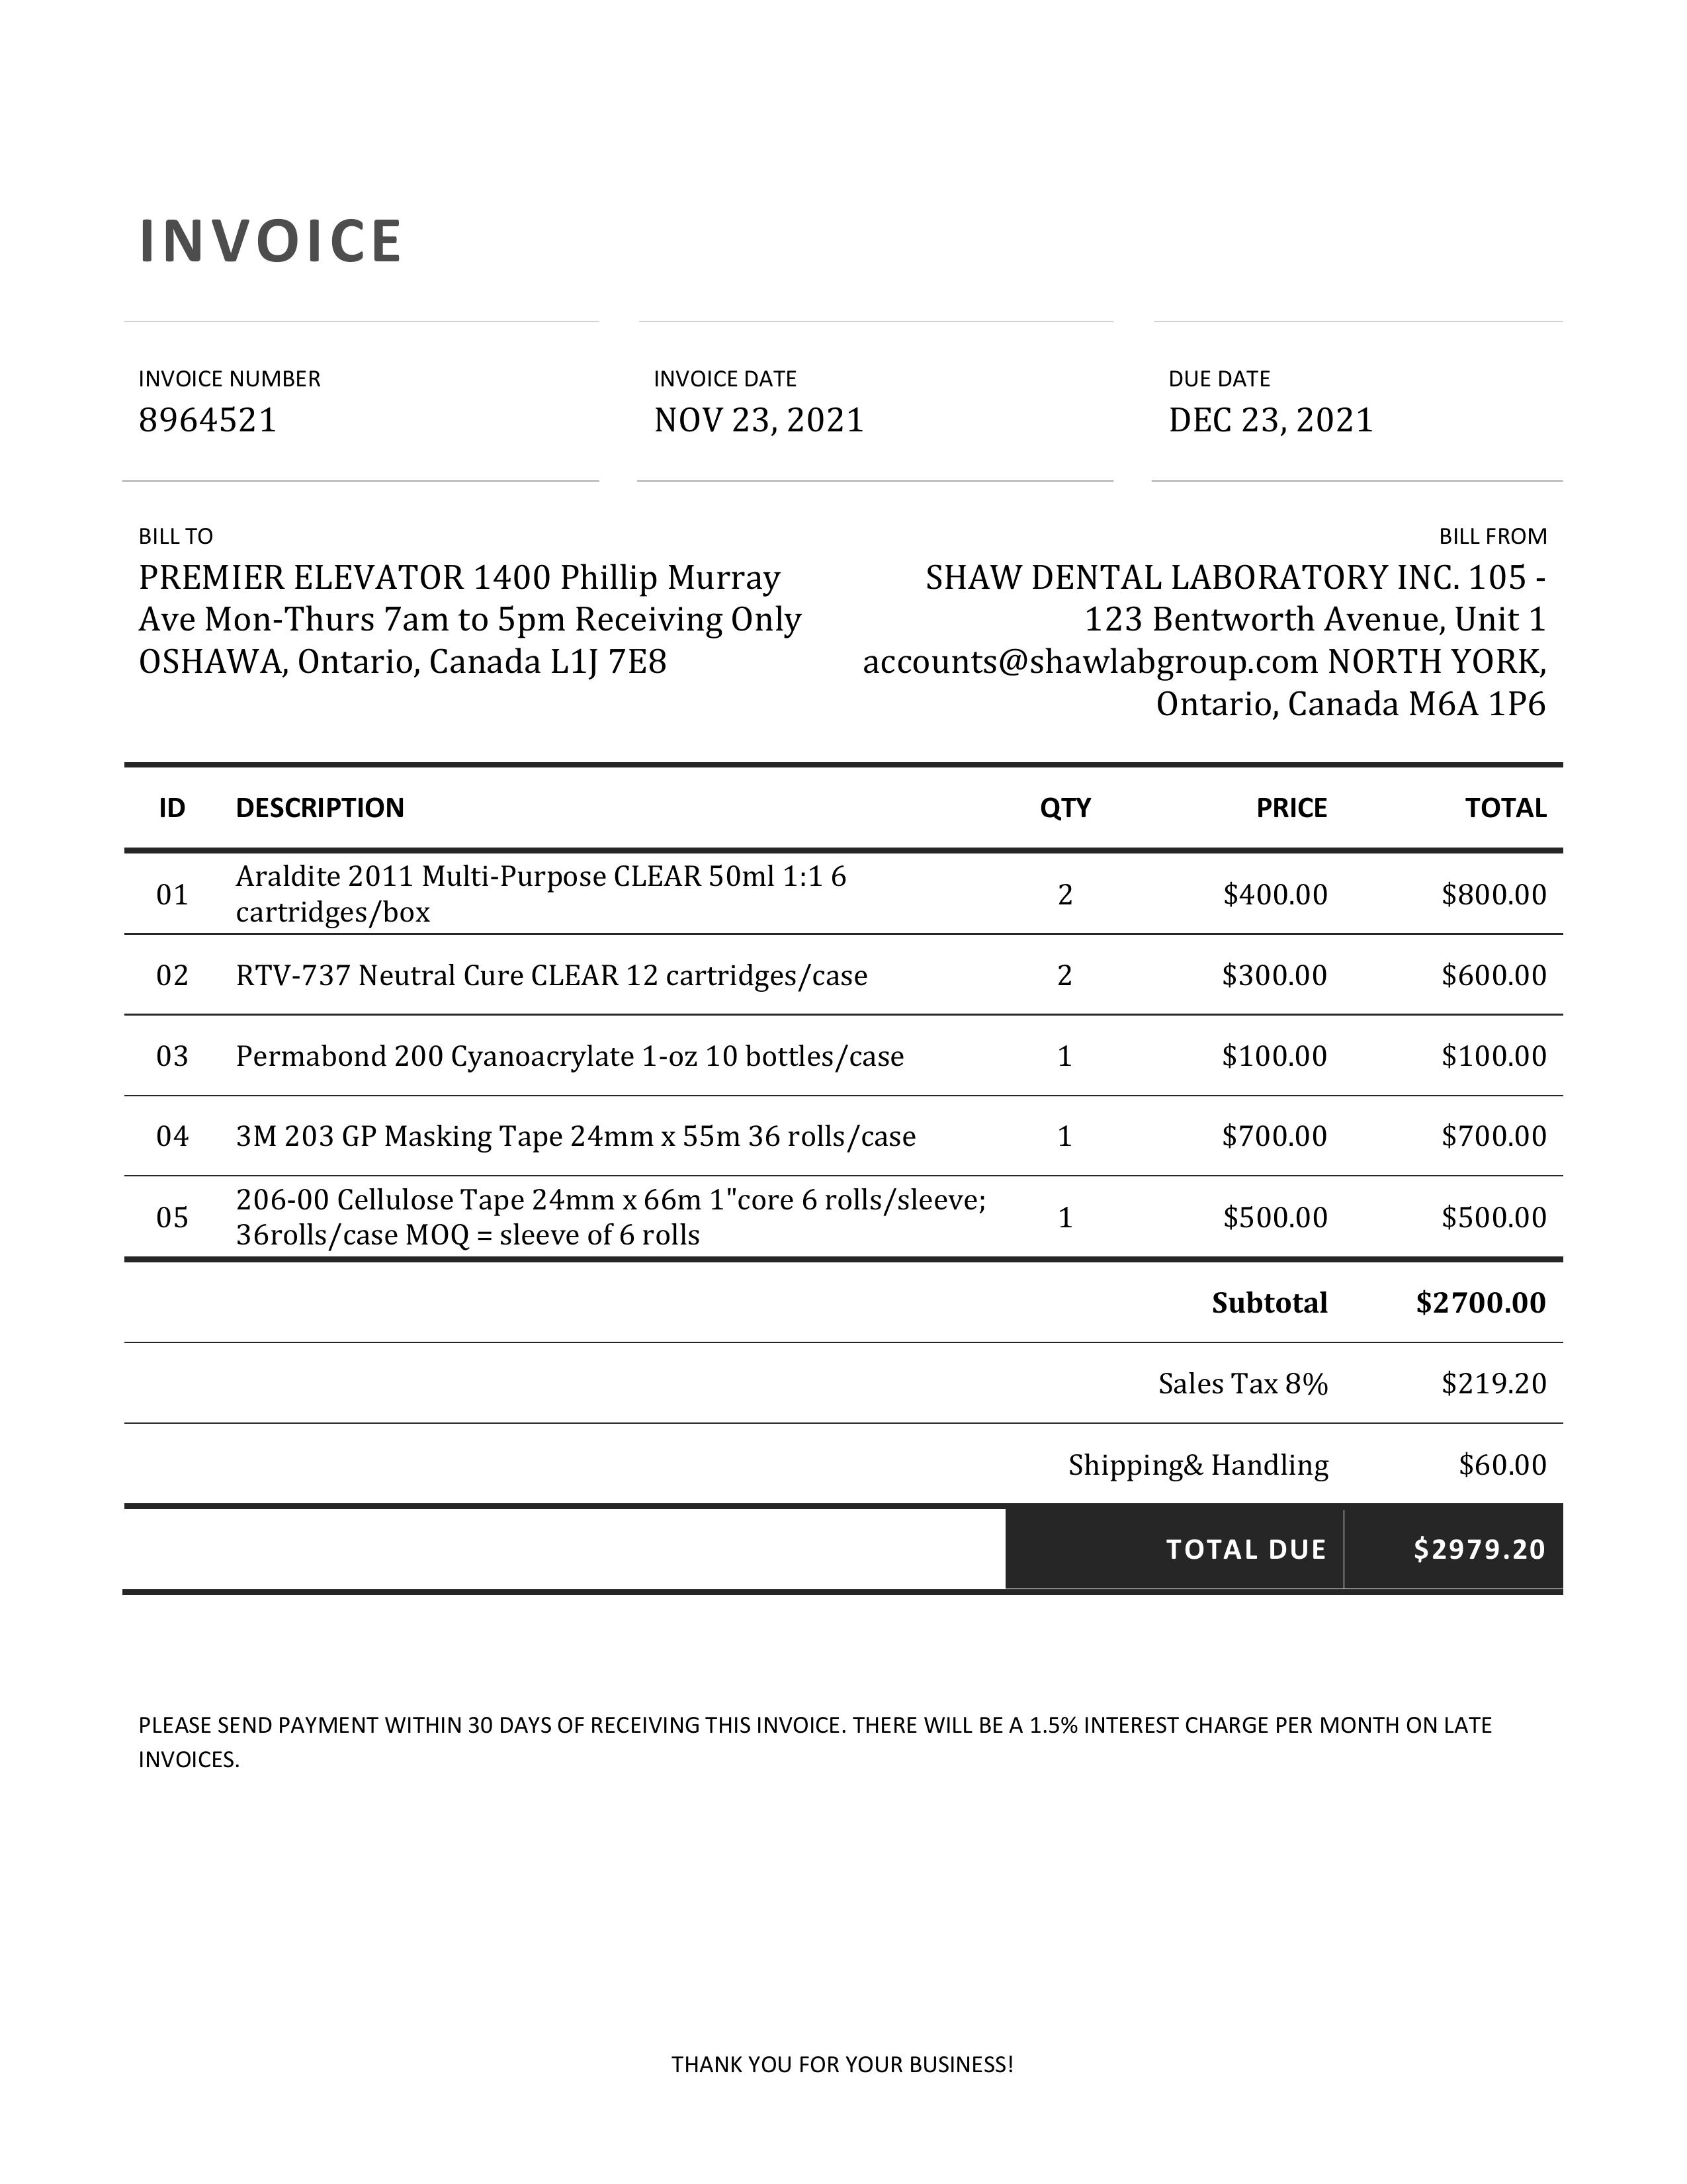 INVOICE
INVOICE NUMBER
8964521
INVOICE DATE
NOV 23, 2021
DUE DATE
DEC 23, 2021
BILL TO
PREMIER ELEVATOR 1400 Phillip Murray
Ave Mon-Thurs 7am to 5pm Receiving Only
OSHAWA, Ontario, Canada L1J 7E8
BILL FROM
SHAW DENTAL LABORATORY INC. 105 -
123 Bentworth Avenue, Unit 1
accounts@shawlabgroup.com NORTH YORK,
Ontario, Canada M6A 1P6
ID DESCRIPTION QTY PRICE TOTAL
01 Araldite 2011 Multi-Purpose CLEAR 50ml 1:1 6
cartridges/box 2 $400.00 $800.00
02 RTV-737 Neutral Cure CLEAR 12 cartridges/case 2 $300.00 $600.00
03 Permabond 200 Cyanoacrylate 1-oz 10 bottles/case 1 $100.00 $100.00
04 3M 203 GP Masking Tape 24mm x 55m 36 rolls/case 1 $700.00 $700.00
05 206-00 Cellulose Tape 24mm x 66m 1"core 6 rolls/sleeve;
36rolls/case MOQ = sleeve of 6 rolls 1 $500.00 $500.00
Subtotal $2700.00
Sales Tax 8% $219.20
Shipping& Handling $60.00
TOTAL DUE $2979.20
PLEASE SEND PAYMENT WITHIN 30 DAYS OF RECEIVING THIS INVOICE. THERE WILL BE A 1.5% INTEREST CHARGE PER MONTH ON LATE
INVOICES.
THANK YOU FOR YOUR BUSINESS!